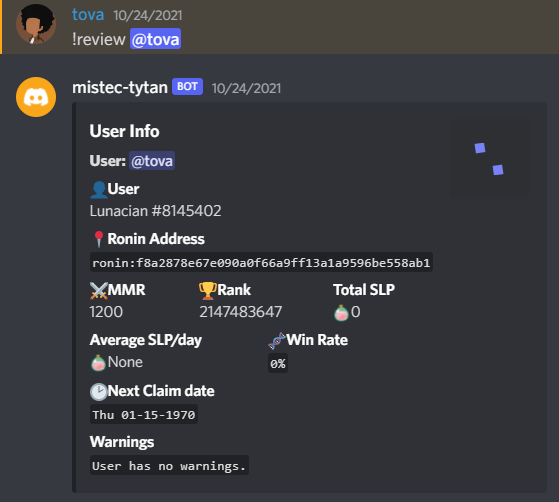 tova 10/24/2021
!review @tova
mistec-tytan BOT 10/24/2021
User Info
User: @tova
User
Lunacian #8145402
Ronin Address
ronin:f8a2878e67e090a0f66a9ff13a1a9596be558ab1
MMR Rank Total SLP
1200 2147483647 0
Average SLP/day Win Rate
None 0%
Next Claim date
Thu 01-15-1970
Warnings
User has no warnings.